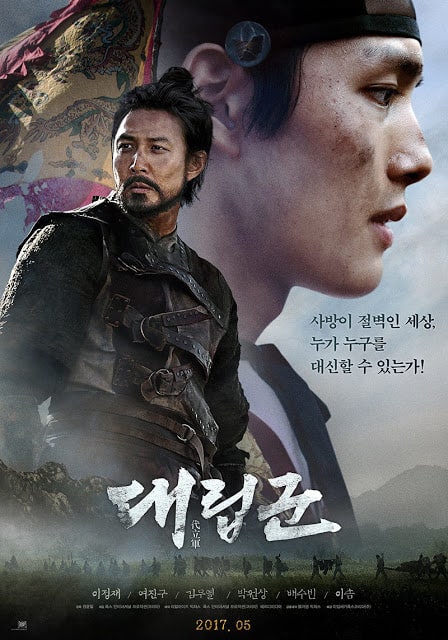 사방이 절벽인 세상,
누가 누구를
대신할 수 있는가!
대립군
代立軍
이정재 / 여진구 / 김무열 / 박원상 / 배수빈 / 이솜
2017. 05